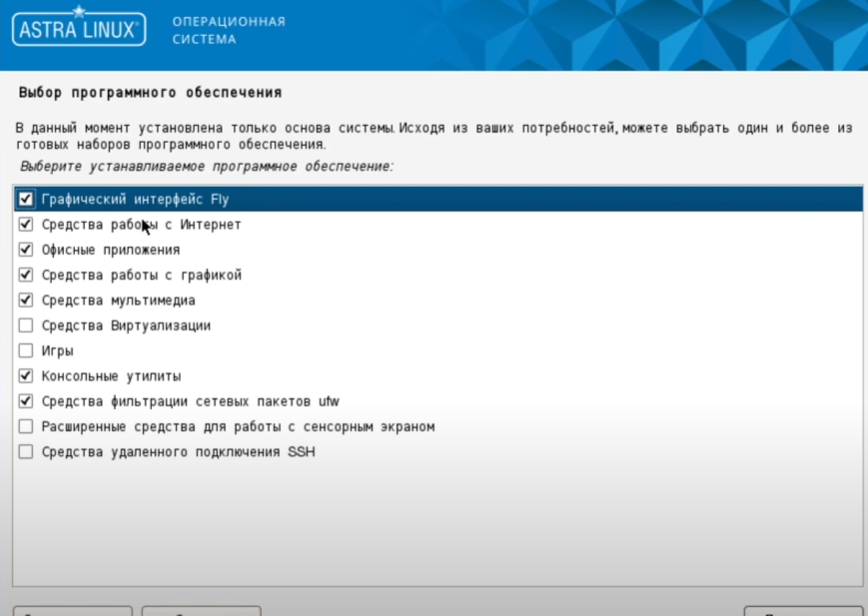 ASTRA LINUX®
ОПЕРАЦИОННАЯ
СИСТЕМА
Выбор программного обеспечения
В данный момент установлена только основа системы. Исходя из ваших потребностей, можете выбрать один и более из
готовых наборов программного обеспечения.
Выберите устанавливаемое программное обеспечение:
Графический интерфейс Fly
Средства работы с Интернет
Офисные приложения
Средства работы с графикой
Средства мультимедиа
Средства Виртуализации
Игры
Консольные утилиты
Средства фильтрации сетевых пакетов ufw
Расширенные средства для работы с сенсорным экраном
Средства удаленного подключения SSH